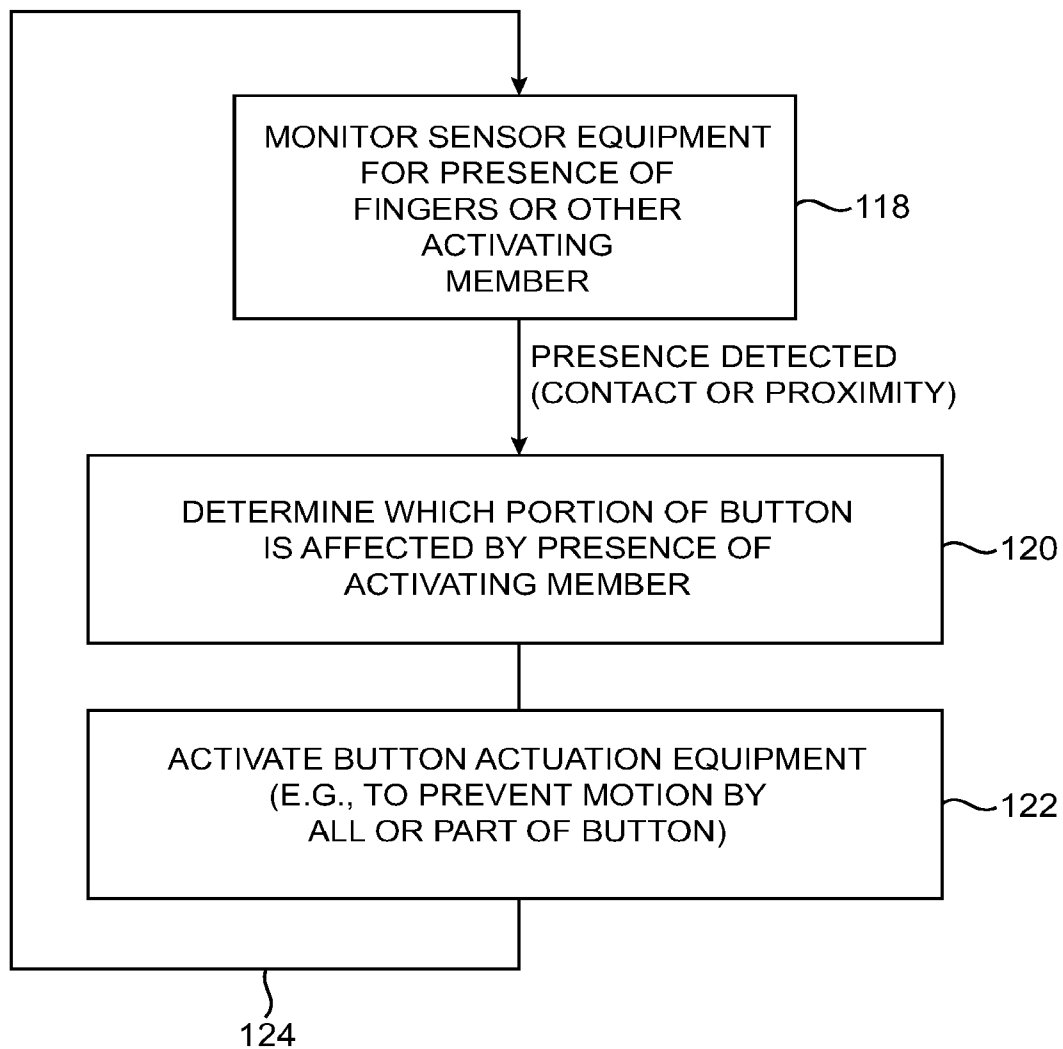 MONITOR SENSOR EQUIPMENT
FOR PRESENCE OF
FINGERS OR OTHER
ACTIVATING
MEMBER
118
PRESENCE DETECTED
(CONTACT OR PROXIMITY)
DETERMINE WHICH PORTION OF BUTTON
IS AFFECTED BY PRESENCE OF
ACTIVATING MEMBER
120
ACTIVATE BUTTON ACTUATION EQUIPMENT
(E.G., TO PREVENT MOTION BY
ALL OR PART OF BUTTON)
122
124